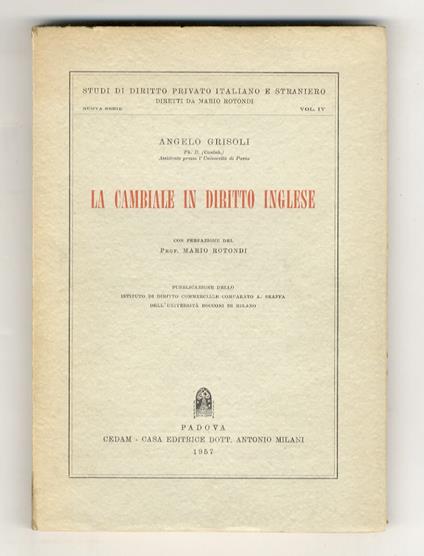 STUDI DI DIRITTO PRIVATO ITALIANO E STRANIERO
DIRETTI DA MARIO ROTONDI
NUOVA SERIE VOL. IV
ANGELO GRISOLI
Ph. D. (Cantab.)
Assistente presso l'Università di Pavia
LA CAMBIALE IN DIRITTO INGLESE
CON PREFAZIONE DEL
PROF. MARIO ROTONDI
PUBBLICAZIONE DELLO
ISTITUTO DI DIRITTO COMMERCIALE COMPARATO A. SRAFFA
DELL'UNIVERSITÀ BOCCONI DI MILANO
PADOVA
CEDAM - CASA EDITRICE DOTT. ANTONIO MILANI
1957